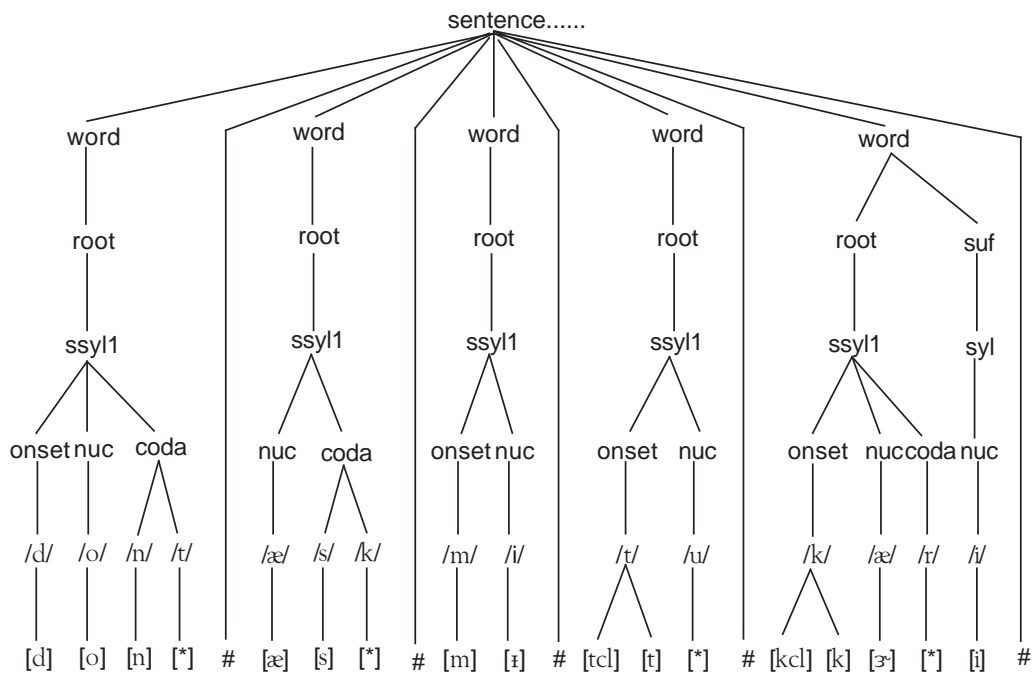 sentence......
word word word word word
root root root root root suf
ssyl1 ssyl1 ssyl1 ssyl1 ssyl1 syl
onset nuc coda nuc coda onset nuc onset nuc onset nuc coda nuc
/d/ /o/ /n/ /t/ /æ/ /s/ /k/ /m/ /i/ /t/ /u/ /k/ /æ/ /r/ /i/
[d] [o] [n] [*] # [æ] [s] [*] # [m] [ɪ] # [tcl] [t] [*] # [kcl] [k] [ɝ] [*] [i] #